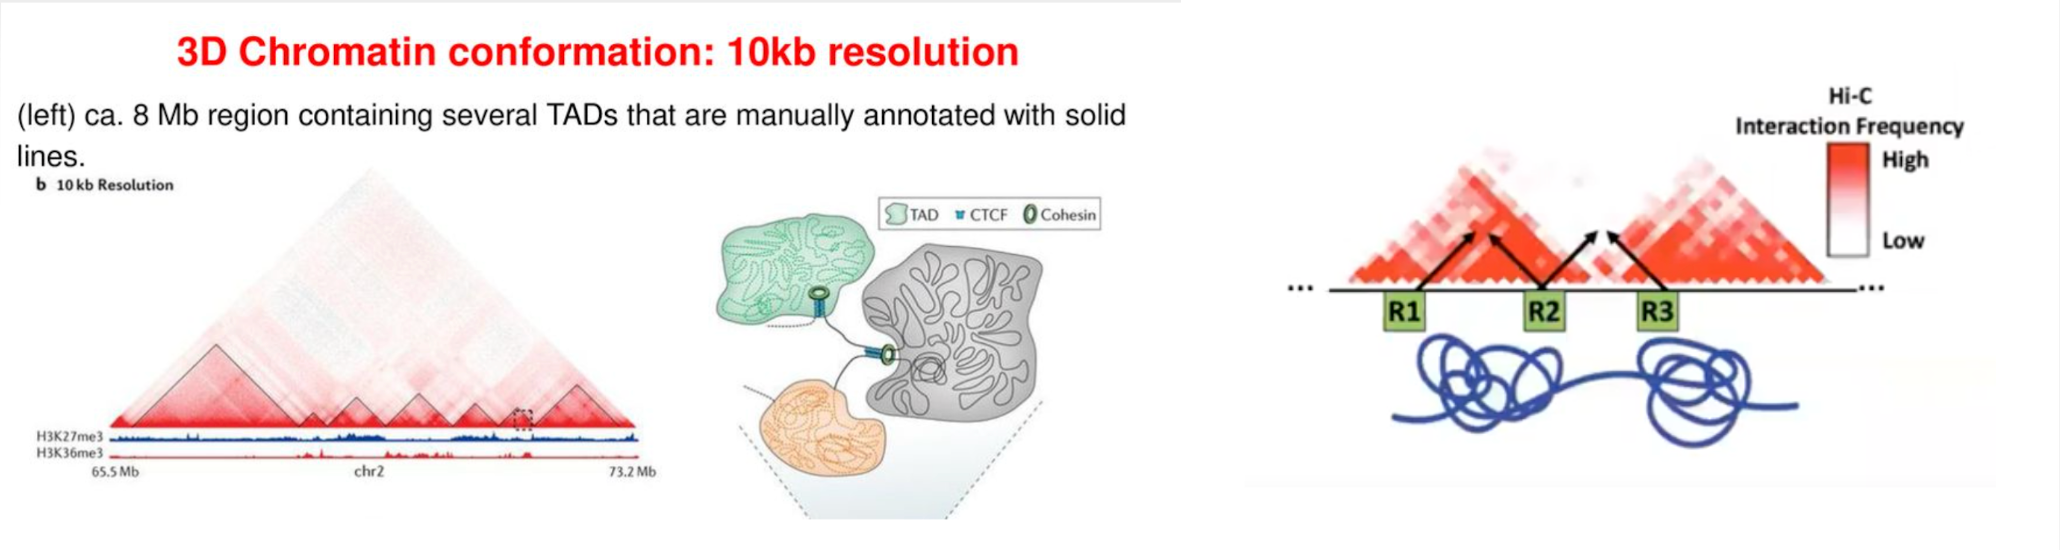 3D Chromatin conformation: 10kb resolution
(left) ca. 8 Mb region containing several TADs that are manually annotated with solid
lines.
b 10 kb Resolution
TAD CTCF Cohesin
H3K27me3
H3K36me3
65.5 Mb chr2 73.2 Mb
Hi-C
Interaction Frequency
High
Low
... ...
R1 R2 R3